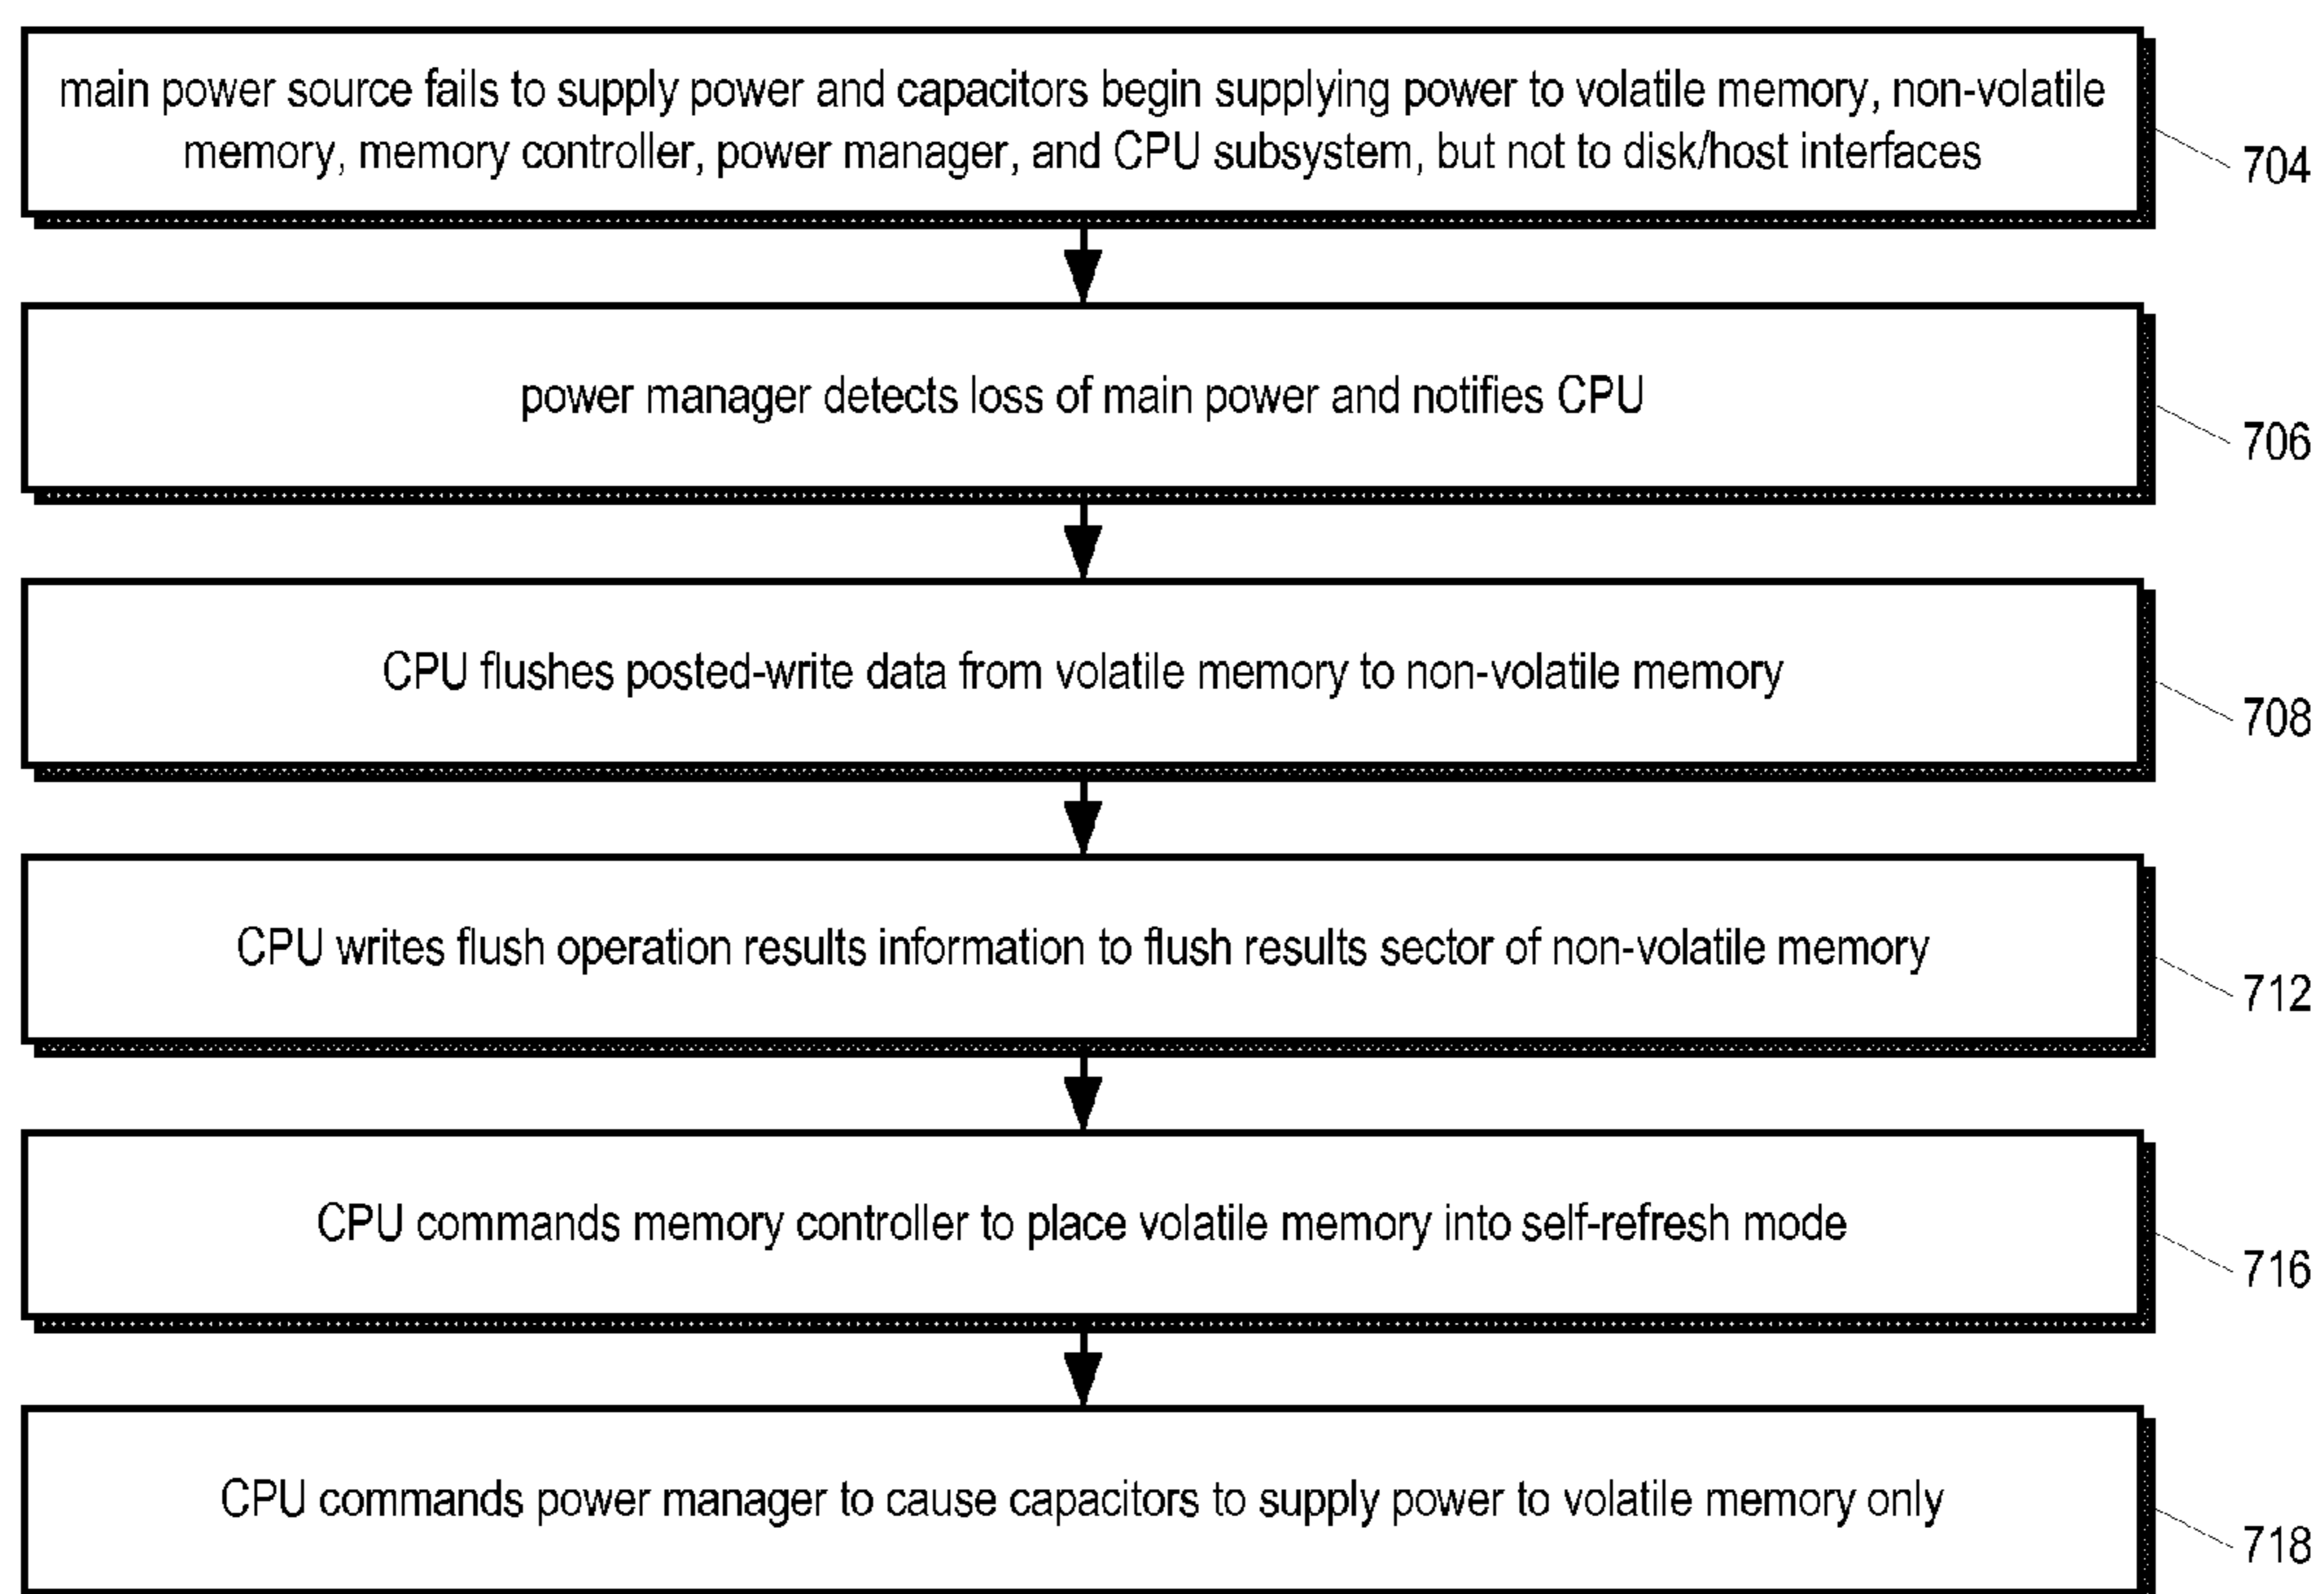 main power source fails to supply power and capacitors begin supplying power to volatile memory, non-volatile
memory, memory controller, power manager, and CPU subsystem, but not to disk/host interfaces
704
power manager detects loss of main power and notifies CPU
706
CPU flushes posted-write data from volatile memory to non-volatile memory
708
CPU writes flush operation results information to flush results sector of non-volatile memory
712
CPU commands memory controller to place volatile memory into self-refresh mode
716
CPU commands power manager to cause capacitors to supply power to volatile memory only
718